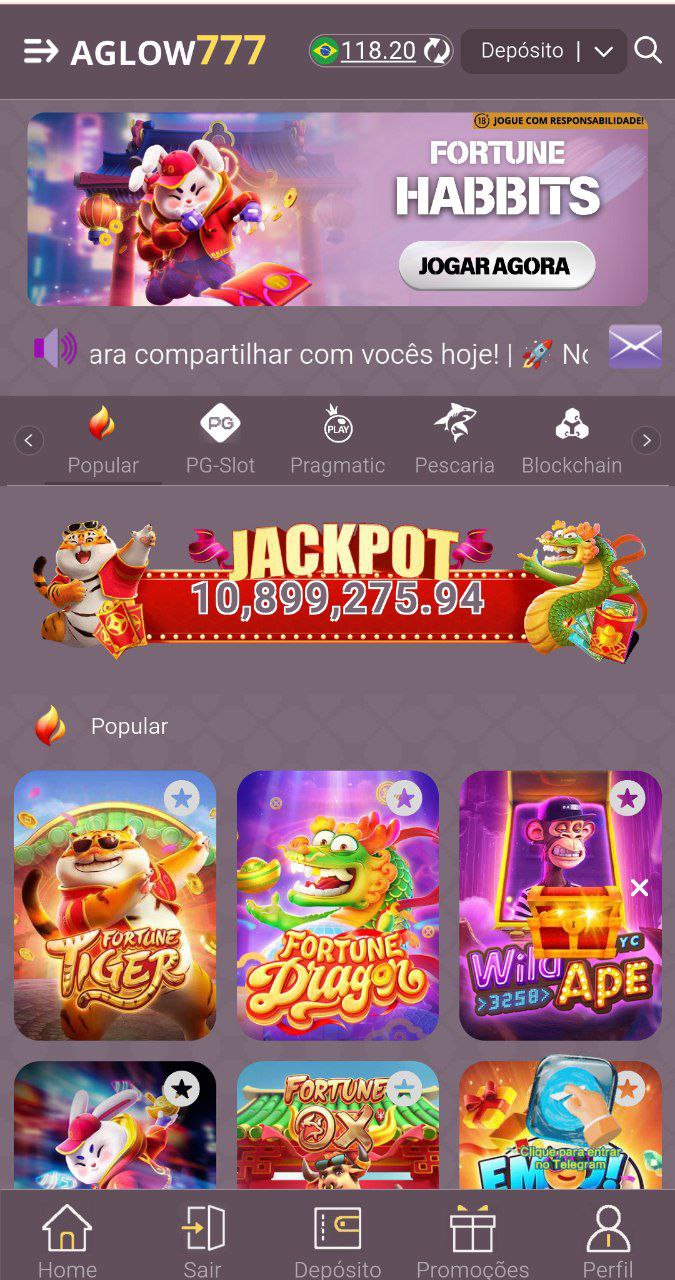 AGLOW777
118.20
Depósito
18 JOGUE COM RESPONSABILIDADE!
FORTUNE
HABBITS
JOGAR AGORA
ara compartilhar com vocês hoje! | 🚀 No
PG
PLAY
Popular
PG-Slot
Pragmatic
Pescaria
Blockchain
JACKPOT
10,899,275.94
Popular
FORTUNE
TIGER
FORTUNE
Dragon
YC
Wild
>3258>
APE
FORTUNE
OX
Clique para entrar
no Telegram
EMOJI
Home
Sair
Depósito
Promoções
Perfil